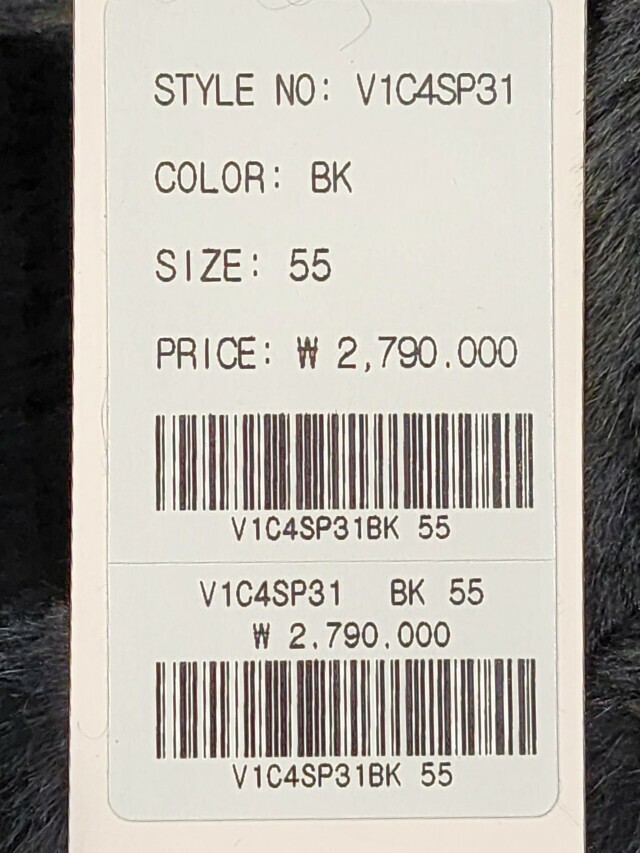 STYLE NO: V1C4SP31
COLOR: BK
SIZE: 55
PRICE: ₩ 2,790.000
V1C4SP31BK 55
V1C4SP31 BK 55
₩ 2.790.000
V1C4SP31BK 55